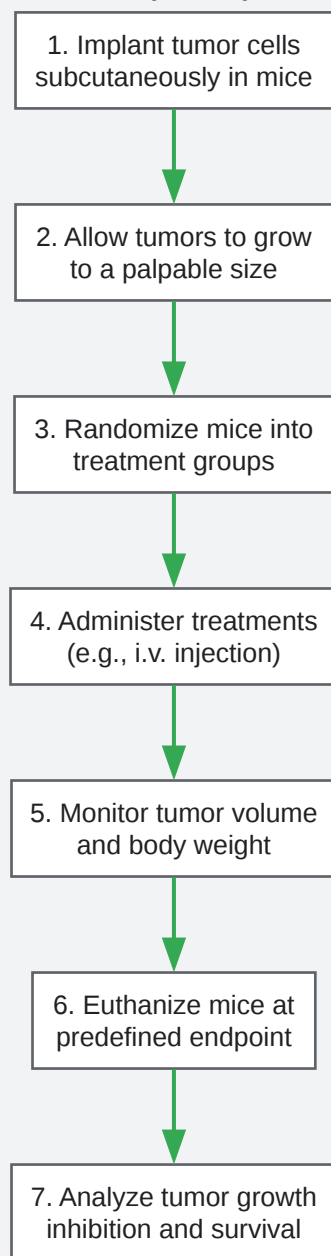 1. Implant tumor cells
subcutaneously in mice
2. Allow tumors to grow
to a palpable size
3. Randomize mice into
treatment groups
4. Administer treatments
(e.g., i.v. injection)
5. Monitor tumor volume
and body weight
6. Euthanize mice at
predefined endpoint
7. Analyze tumor growth
inhibition and survival